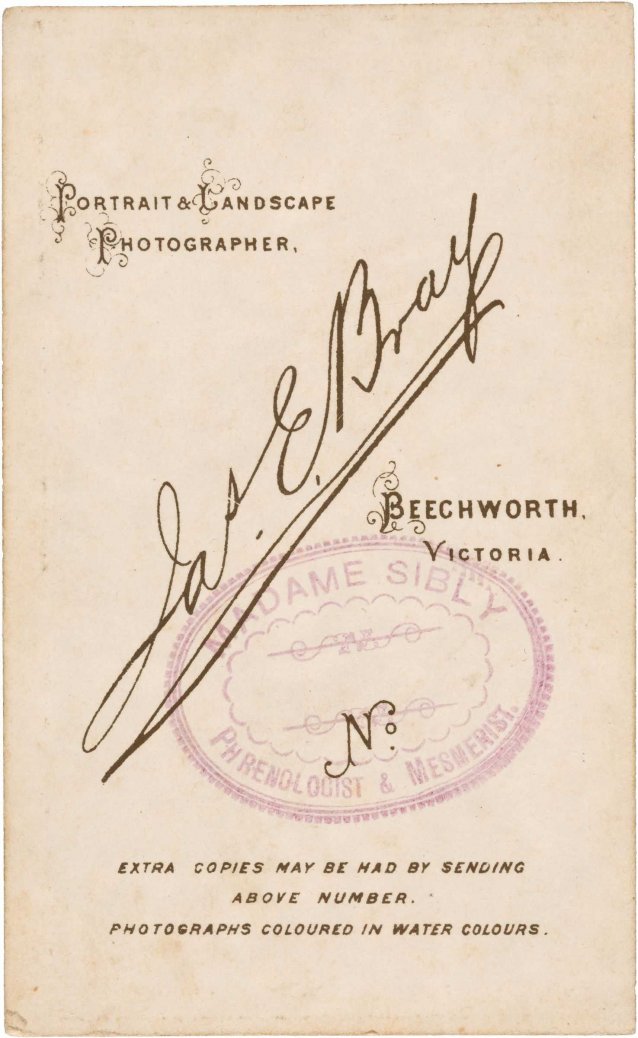 PORTRAIT & LANDSCAPE
PHOTOGRAPHER,
Jas. E. Bray
BEECHWORTH,
VICTORIA.
MADAME SIBLY
No.
PHRENOLOGIST & MESMERIST.
EXTRA COPIES MAY BE HAD BY SENDING
ABOVE NUMBER.
PHOTOGRAPHS COLOURED IN WATER COLOURS.